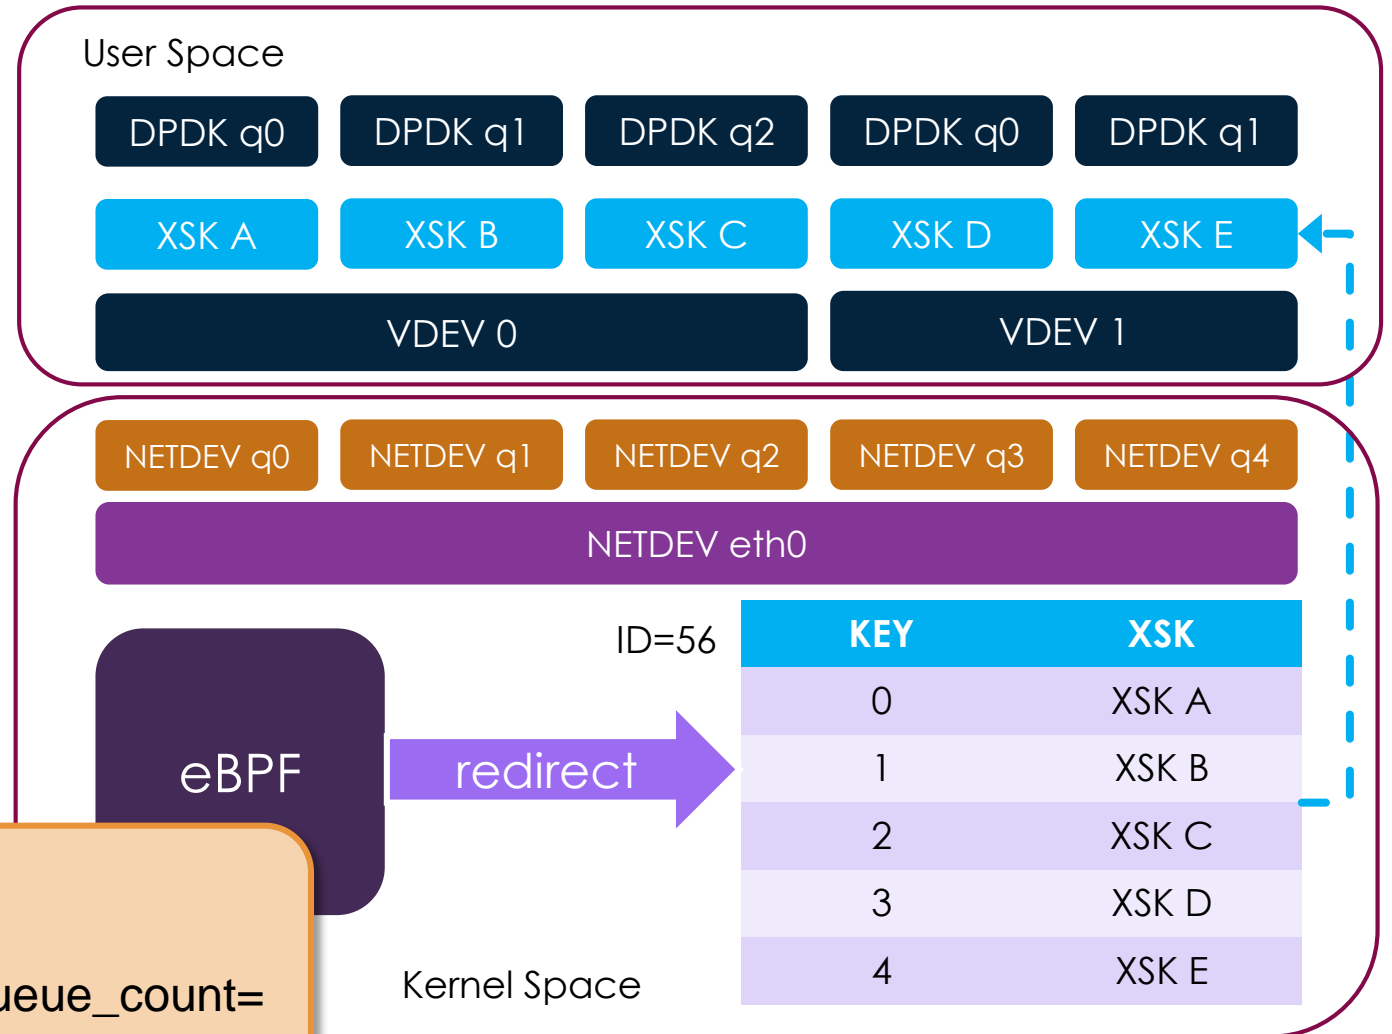 User Space
DPDK q0 DPDK q1 DPDK q2 DPDK q0 DPDK q1
XSK A XSK B XSK C XSK D XSK E
VDEV 0 VDEV 1
NETDEV q0 NETDEV q1 NETDEV q2 NETDEV q3 NETDEV q4
NETDEV eth0
ID=56 KEY XSK
0 XSK A
eBPF redirect 1 XSK B
2 XSK C
3 XSK D
Kernel Space 4 XSK E
ueue_count=